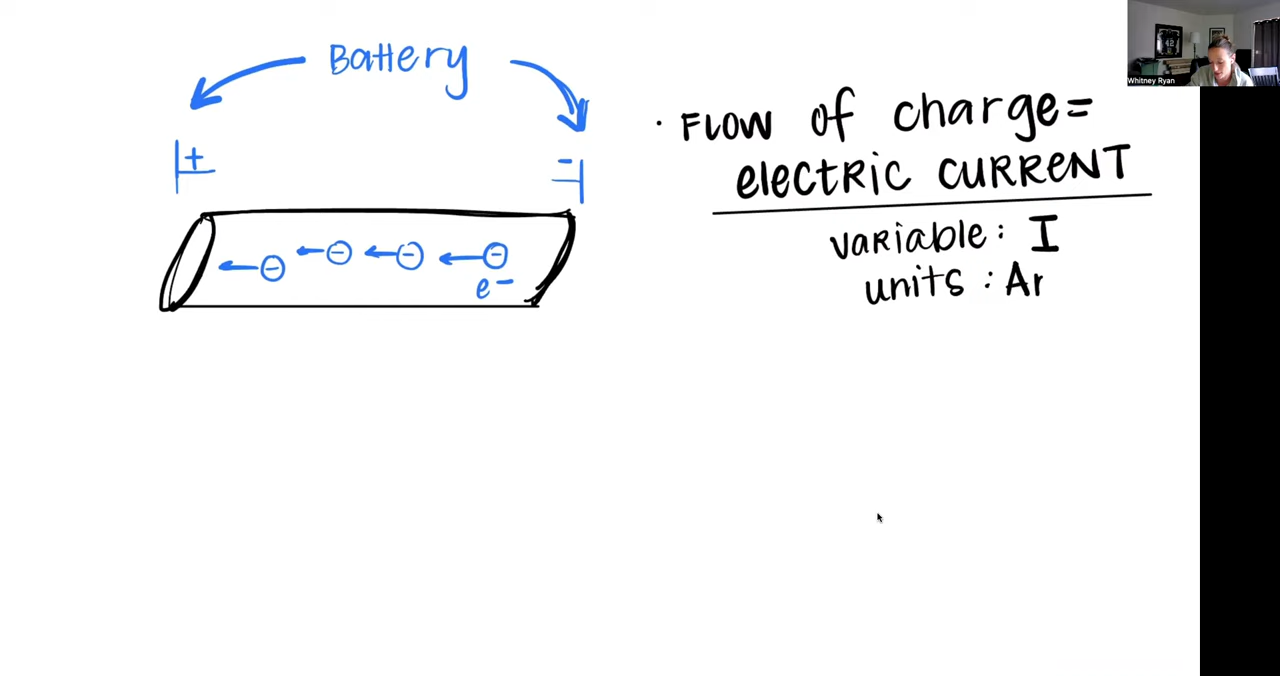 Battery
+
-
⊖ ⊖ ⊖ ⊖
e⁻
· FLOW of charge=
electric CURRENT
variable: I
units: Ar
Whitney Ryan